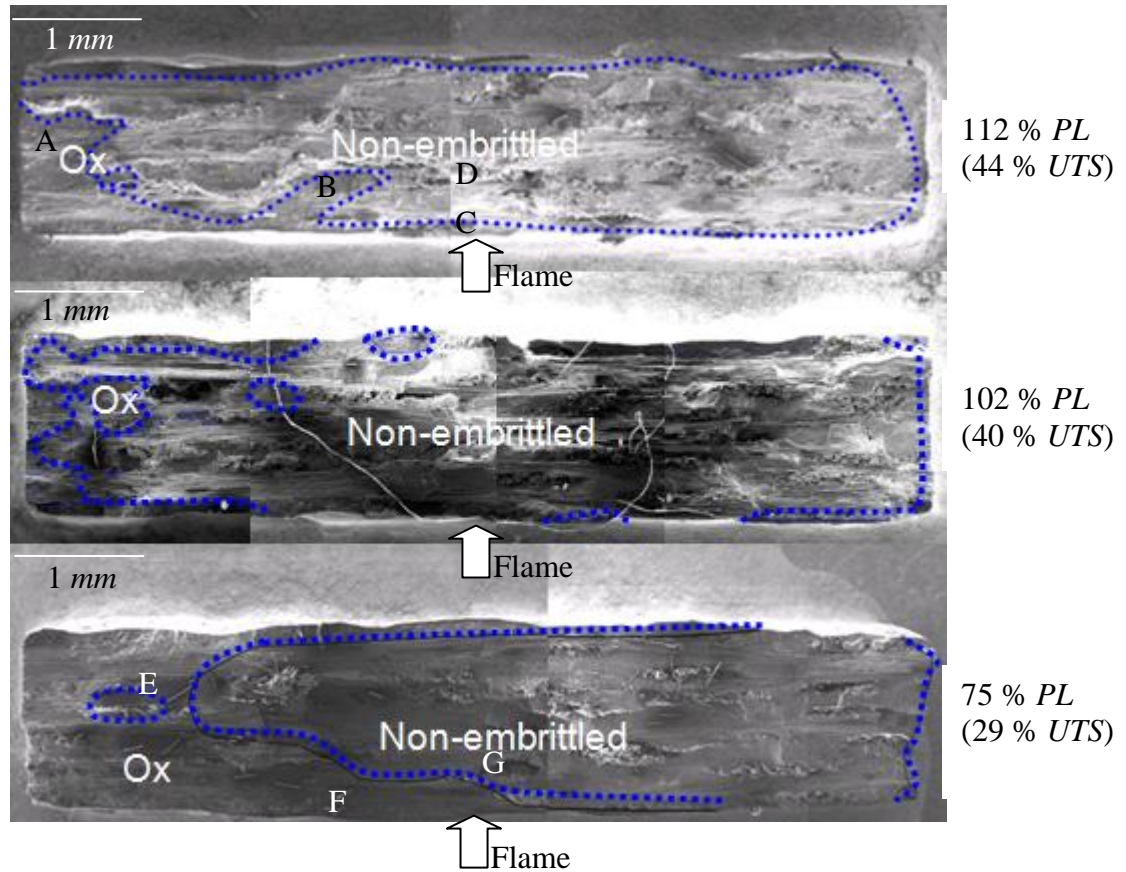 1 mm
A
Ox
Non-embrittled
B
D
C
Flame
112 % PL
(44 % UTS)
1 mm
Ox
Non-embrittled
Flame
102 % PL
(40 % UTS)
1 mm
E
Non-embrittled
G
Ox
F
Flame
75 % PL
(29 % UTS)